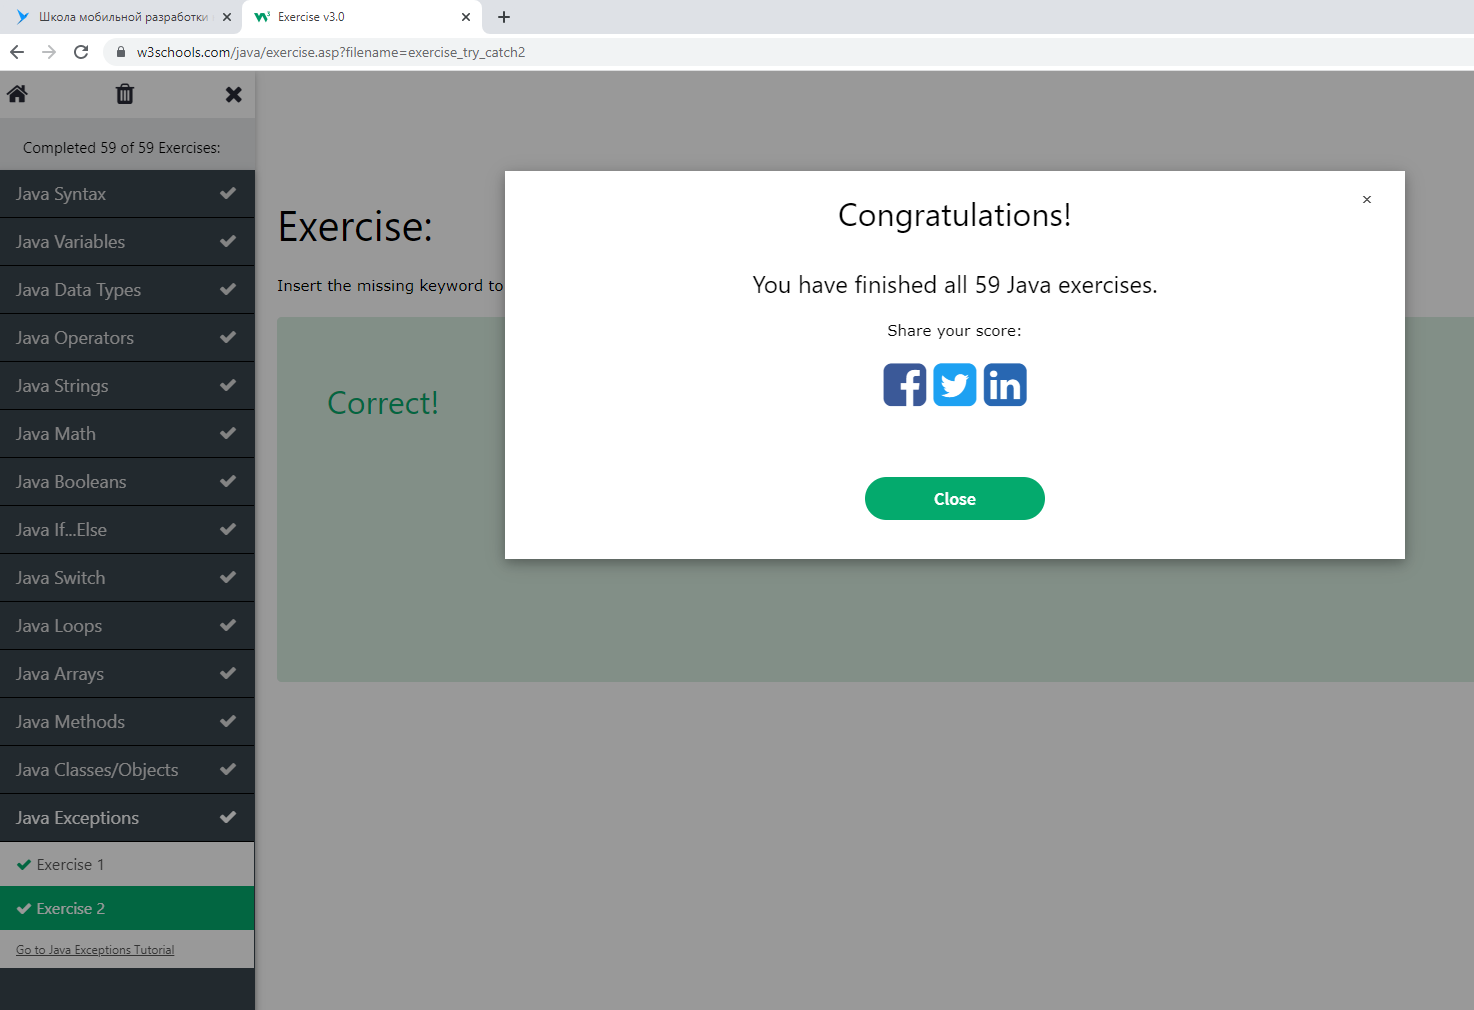 Школа мобильной разработки
Exercise v3.0
w3schools.com/java/exercise.asp?filename=exercise_try_catch2
Completed 59 of 59 Exercises:
Java Syntax
Java Variables
Java Data Types
Java Operators
Java Strings
Java Math
Java Booleans
Java If...Else
Java Switch
Java Loops
Java Arrays
Java Methods
Java Classes/Objects
Java Exceptions
Exercise 1
Exercise 2
Go to Java Exceptions Tutorial
Exercise:
Insert the missing keyword to
Correct!
Congratulations!
You have finished all 59 Java exercises.
Share your score:
Close